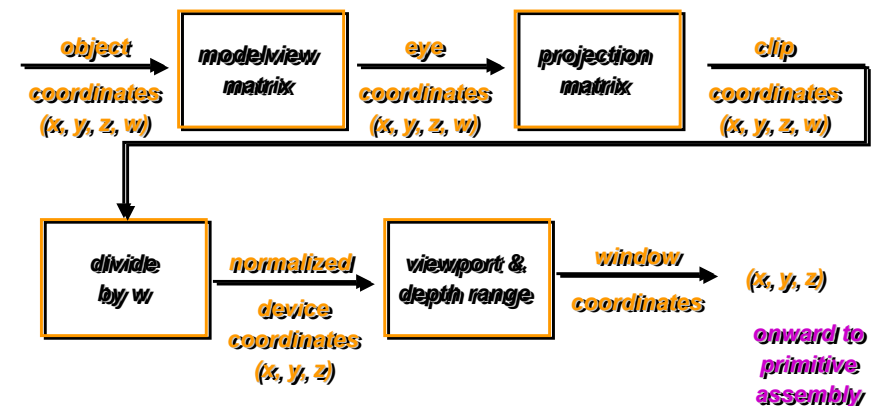 object
coordinates
(x, y, z, w)
modelview
matrix
eye
coordinates
(x, y, z, w)
projection
matrix
clip
coordinates
(x, y, z, w)
divide
by w
normalized
device
coordinates
(x, y, z)
viewport &
depth range
window
coordinates
(x, y, z)
onward to
primitive
assembly